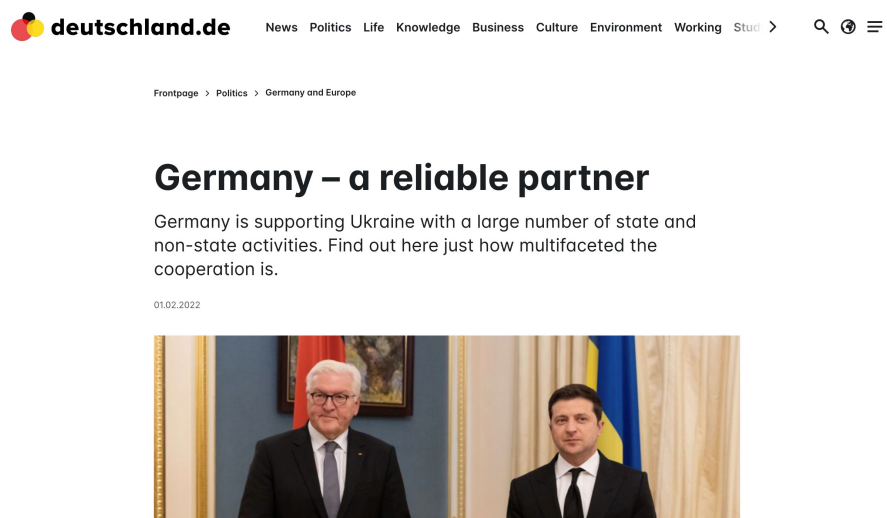 deutschland.de
News Politics Life Knowledge Business Culture Environment Working Stud
Frontpage > Politics > Germany and Europe
Germany – a reliable partner
Germany is supporting Ukraine with a large number of state and
non-state activities. Find out here just how multifaceted the
cooperation is.
01.02.2022